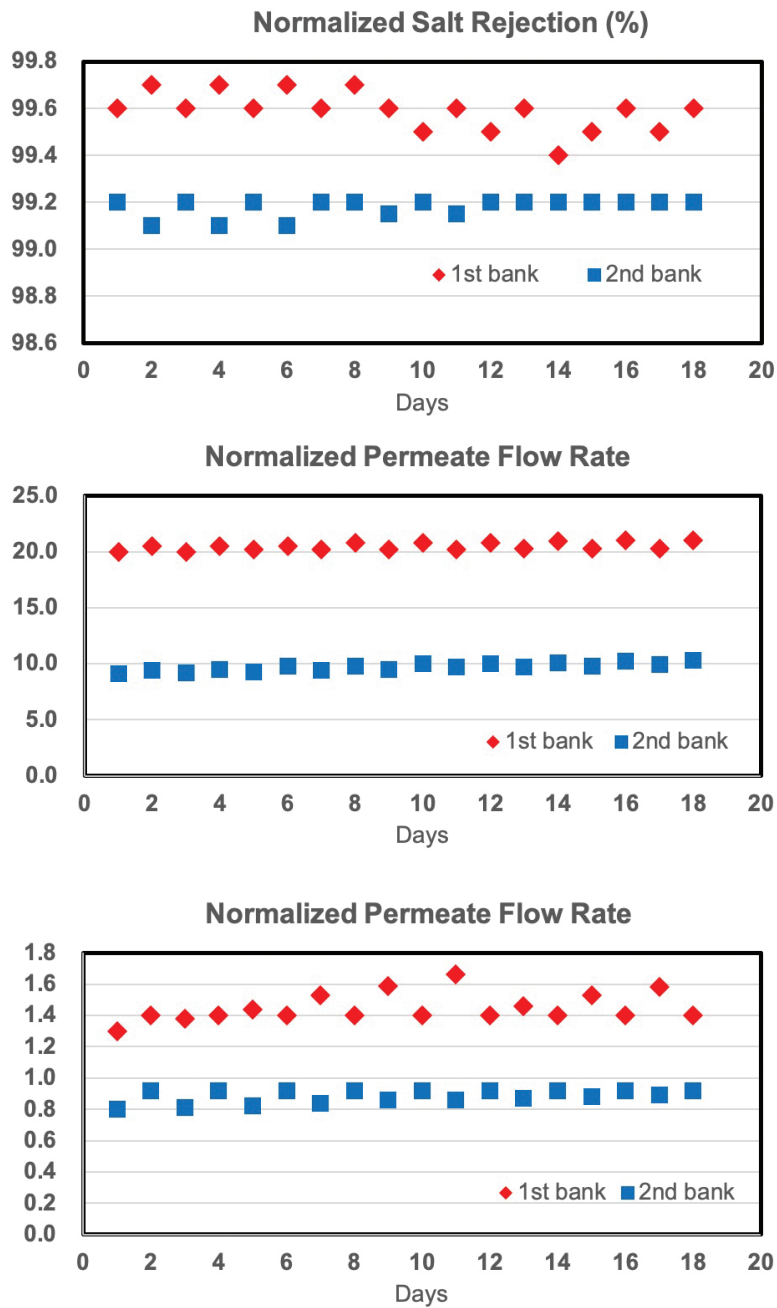 Normalized Salt Rejection (%)
99.8
99.6
99.4
99.2
99.0
98.8
98.6
1st bank 2nd bank
0 2 4 6 8 10 12 14 16 18 20
Days
Normalized Permeate Flow Rate
25.0
20.0
15.0
10.0
5.0
0.0
1st bank 2nd bank
0 2 4 6 8 10 12 14 16 18 20
Days
Normalized Permeate Flow Rate
1.8
1.6
1.4
1.2
1.0
0.8
0.6
0.4
0.2
0.0
1st bank 2nd bank
0 2 4 6 8 10 12 14 16 18 20
Days